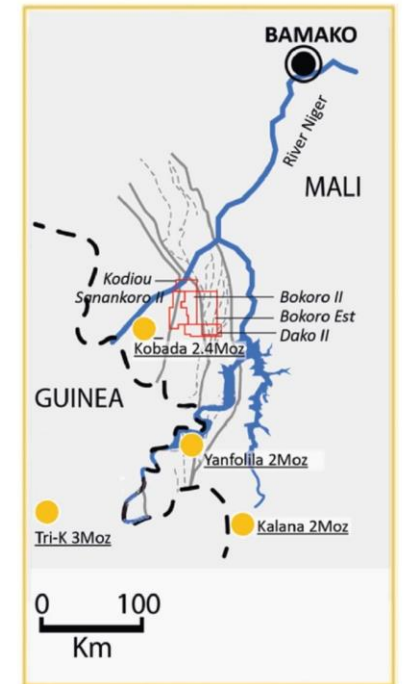 BAMAKO
River Niger
MALI
Kodiou
Sanankoro II
Bokoro II
Bokoro Est
Dako II
Kobada 2.4Moz
GUINEA
Yanfolila 2Moz
Tri-K 3Moz
Kalana 2Moz
0 100
Km